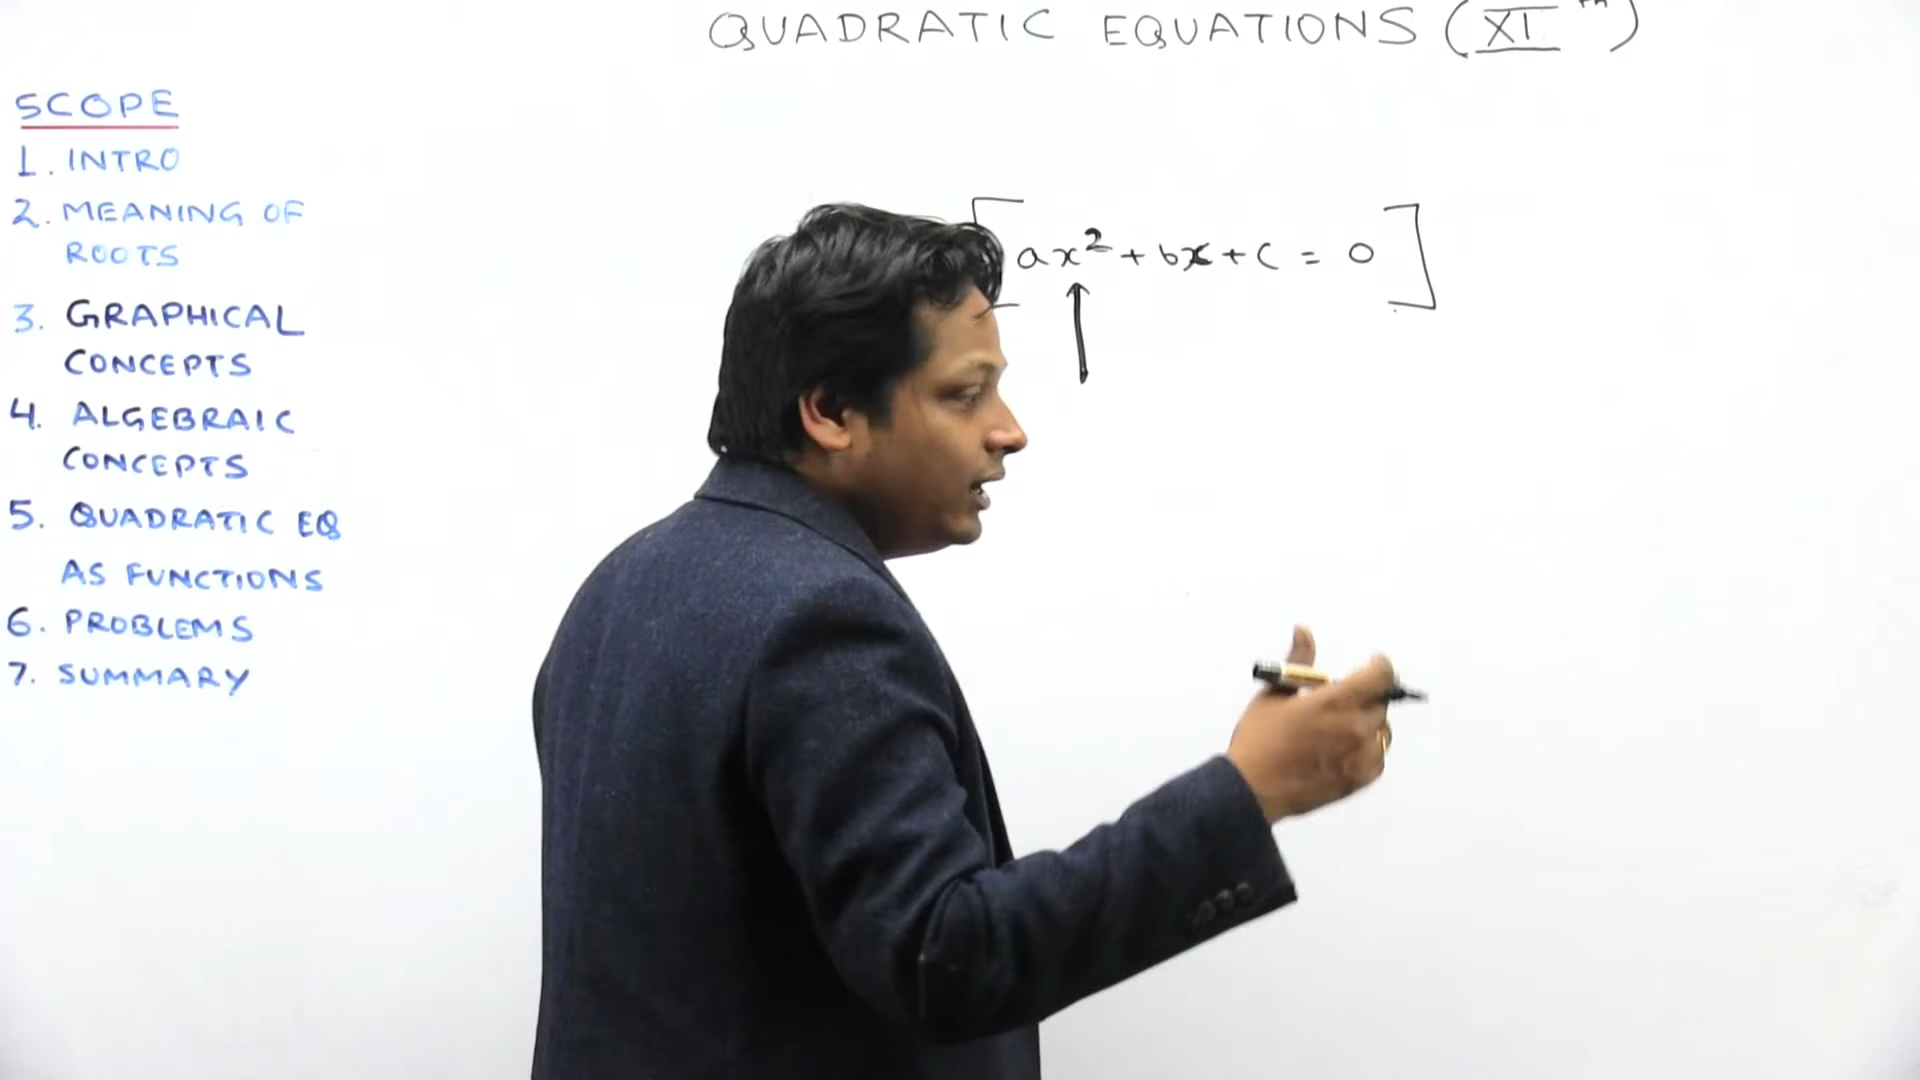 QUADRATIC EQUATIONS (XI th)
SCOPE
1. INTRO
2. MEANING OF
ROOTS
3. GRAPHICAL
CONCEPTS
4. ALGEBRAIC
CONCEPTS
5. QUADRATIC EQ
AS FUNCTIONS
6. PROBLEMS
7. SUMMARY
[ax² + bx + c = 0]